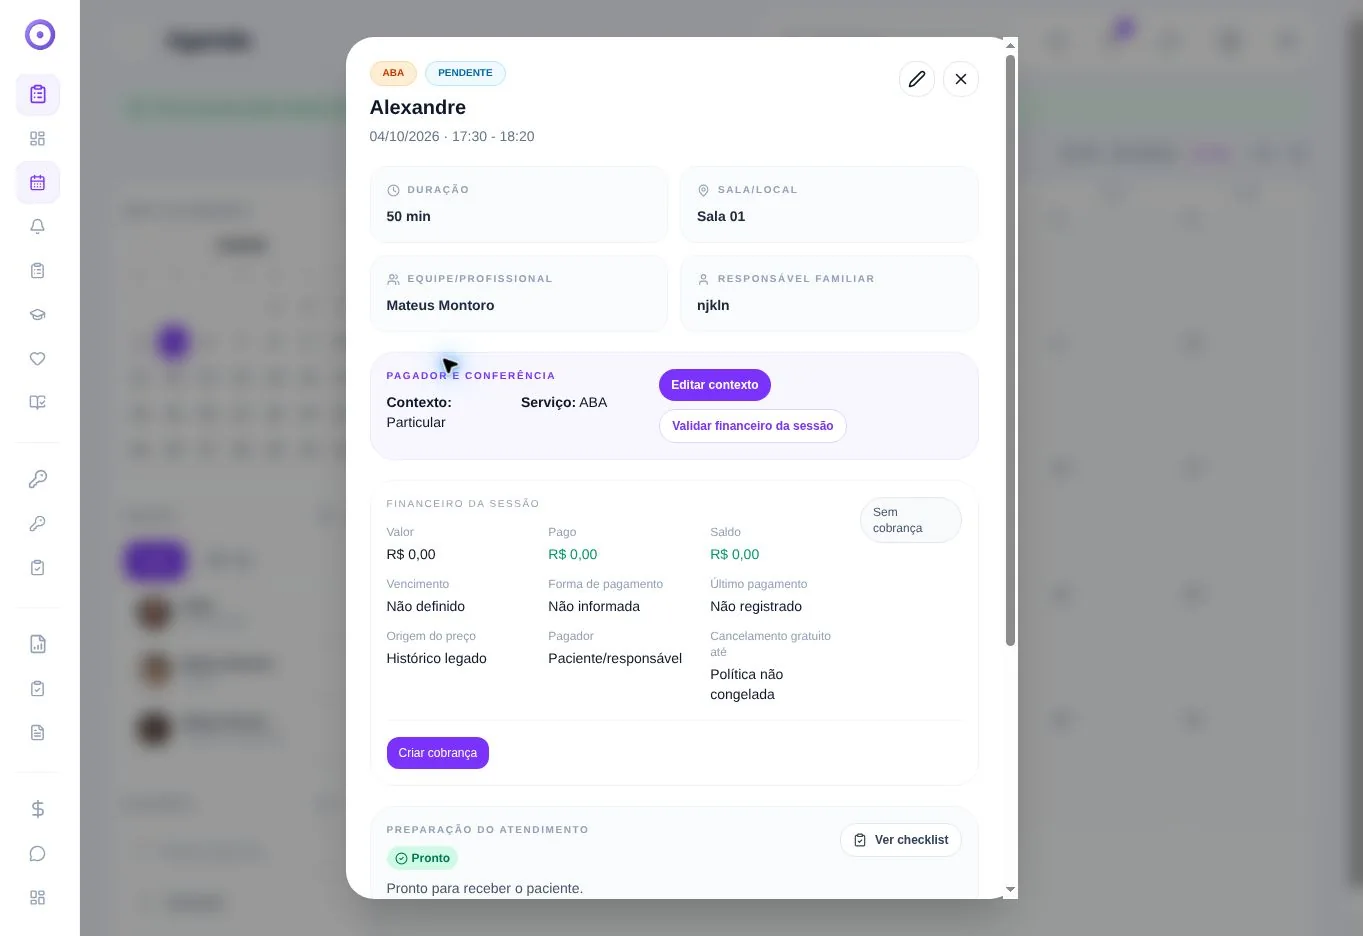 ABA
PENDENTE
Alexandre
04/10/2026 · 17:30 - 18:20
DURAÇÃO
50 min
SALA/LOCAL
Sala 01
EQUIPE/PROFISSIONAL
Mateus Montoro
RESPONSÁVEL FAMILIAR
njkln
PAGADOR E CONFERÊNCIA
Contexto:
Particular
Serviço: ABA
Editar contexto
Validar financeiro da sessão
FINANCEIRO DA SESSÃO
Sem
cobrança
Valor
R$ 0,00
Pago
R$ 0,00
Saldo
R$ 0,00
Vencimento
Não definido
Forma de pagamento
Não informada
Último pagamento
Não registrado
Origem do preço
Histórico legado
Pagador
Paciente/responsável
Cancelamento gratuito
até
Política não
congelada
Criar cobrança
PREPARAÇÃO DO ATENDIMENTO
Pronto
Ver checklist
Pronto para receber o paciente.